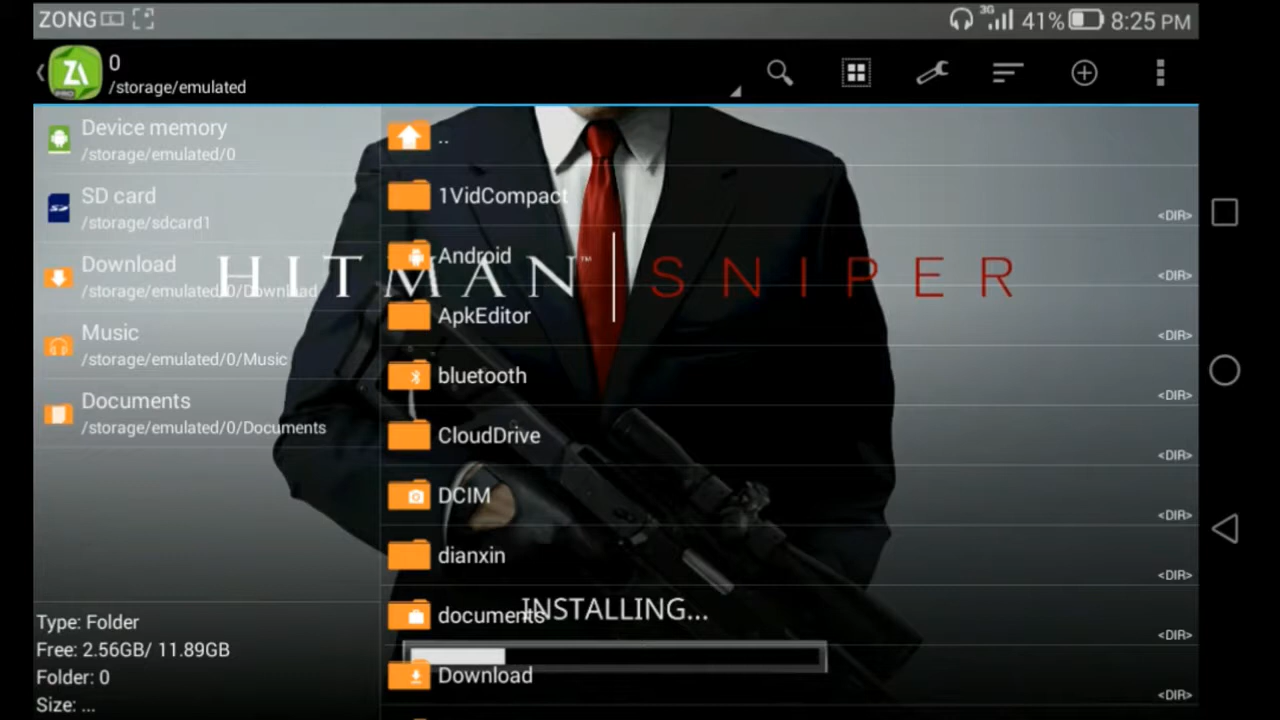 ZONG
3G 41% 8:25 PM
ZA
0
/storage/emulated
Device memory
/storage/emulated/0
SD card
/storage/sdcard1
Download
/storage/emulated/0/Download
Music
/storage/emulated/0/Music
Documents
/storage/emulated/0/Documents
Type: Folder
Free: 2.56GB/ 11.89GB
Folder: 0
Size: ...
..
1VidCompact
<DIR>
Android
<DIR>
HITMAN™ | SNIPER
ApkEditor
<DIR>
bluetooth
<DIR>
CloudDrive
<DIR>
DCIM
<DIR>
dianxin
<DIR>
documents
<DIR>
INSTALLING...
Download
<DIR>